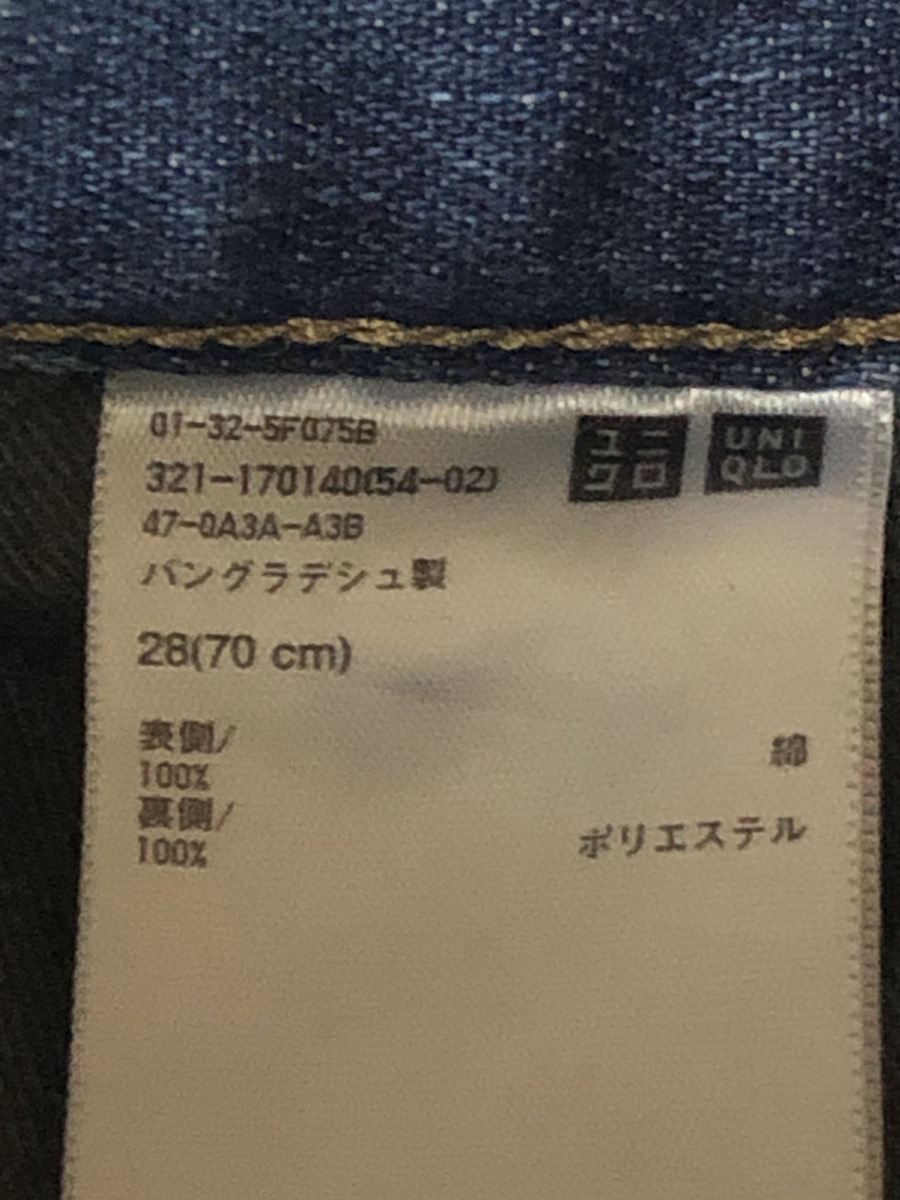 01-32-5F075B
321-170140(54-02)
47-0A3A-A3B
バングラデシュ製
ユニクロ
UNIQLO
28(70 cm)
表側/
100% 綿
裏側/
100% ポリエステル